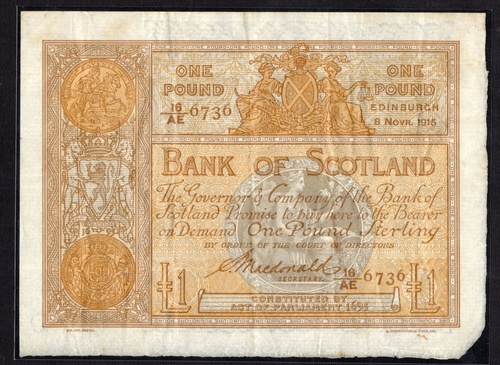 ONE POUND
ONE POUND
16/AE 6736
EDINBURGH
8 NOVR. 1915
BANK OF SCOTLAND
The Governor & Company of the Bank of
Scotland Promise to pay here to the Bearer
on Demand One Pound Sterling
BY ORDER OF THE COURT OF DIRECTORS
Macdonald
16/AE 6736
SECRETARY.
£1
£1
CONSTITUTED BY
ACT OF PARLIAMENT 1695